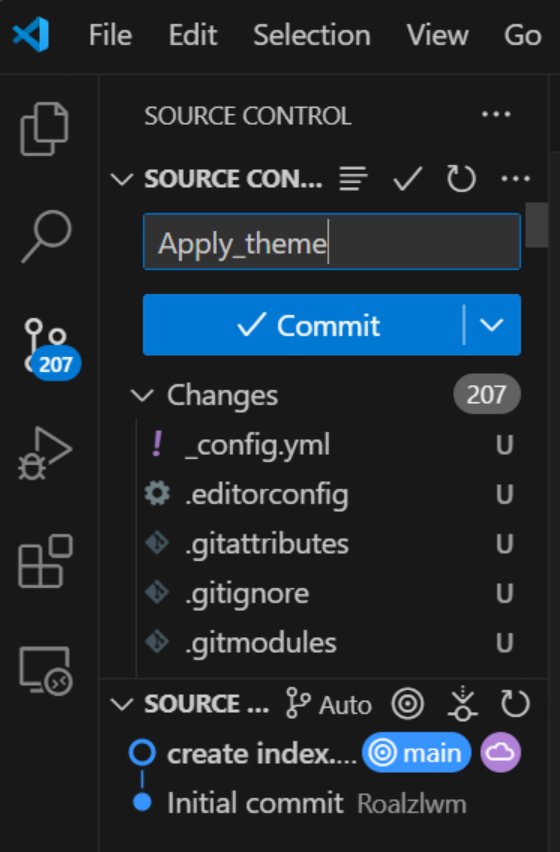 File Edit Selection View Go
SOURCE CONTROL ···
SOURCE CON... ···
Apply_theme
Commit
207
Changes 207
_config.yml U
.editorconfig U
.gitattributes U
.gitignore U
.gitmodules U
SOURCE ... Auto
create index.... main
Initial commit Roalzlwm